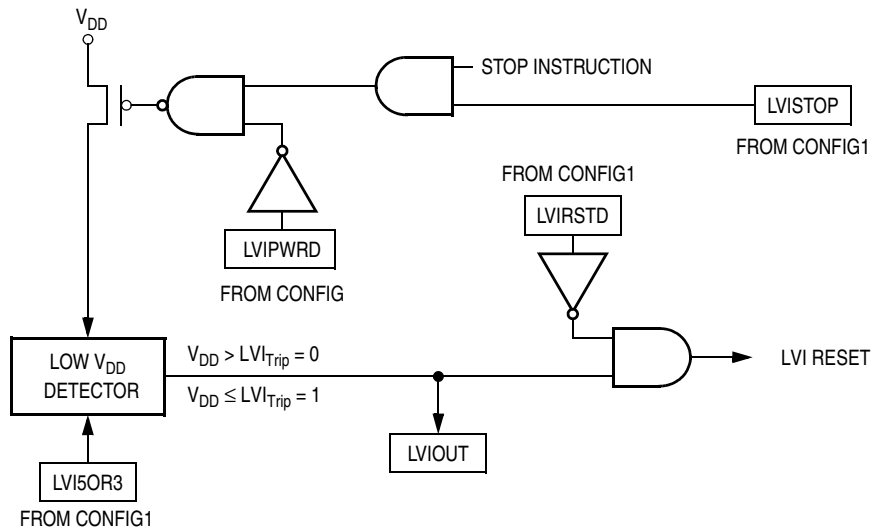 V_DD
STOP INSTRUCTION
LVISTOP
FROM CONFIG1
FROM CONFIG1
LVIRSTD
LVIPWRD
FROM CONFIG
LOW V_DD
DETECTOR
V_DD > LVI_Trip = 0
V_DD ≤ LVI_Trip = 1
LVI RESET
LVIOUT
LVI5OR3
FROM CONFIG1